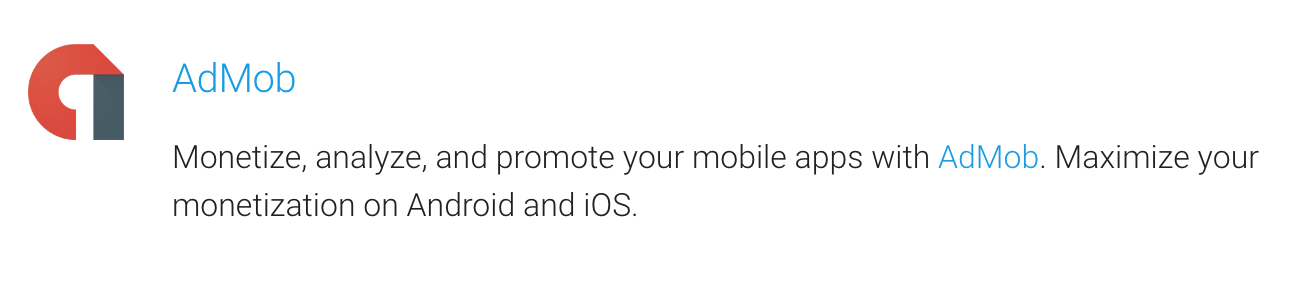 AdMob
Monetize, analyze, and promote your mobile apps with AdMob. Maximize your
monetization on Android and iOS.